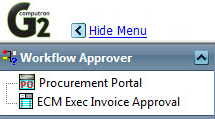 computron
G2
Hide Menu
Workflow Approver
PO Procurement Portal
ECM Exec Invoice Approval